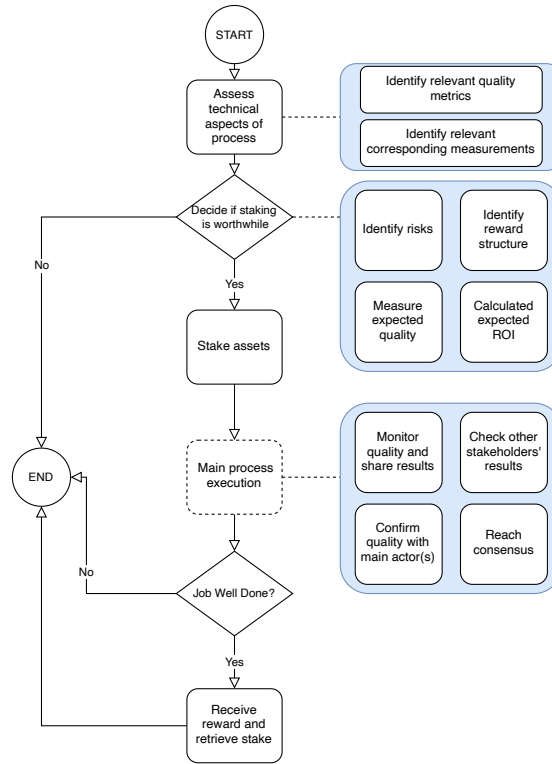 START
Assess
technical
aspects of
process
Identify relevant quality
metrics
Identify relevant
corresponding measurements
Decide if staking
is worthwhile
Identify risks
Identify
reward
structure
Measure
expected
quality
Calculated
expected
ROI
No
Yes
Stake assets
Main process
execution
Monitor
quality and
share results
Check other
stakeholders'
results
Confirm
quality with
main actor(s)
Reach
consensus
END
No
Job Well Done?
Yes
Receive
reward and
retrieve stake